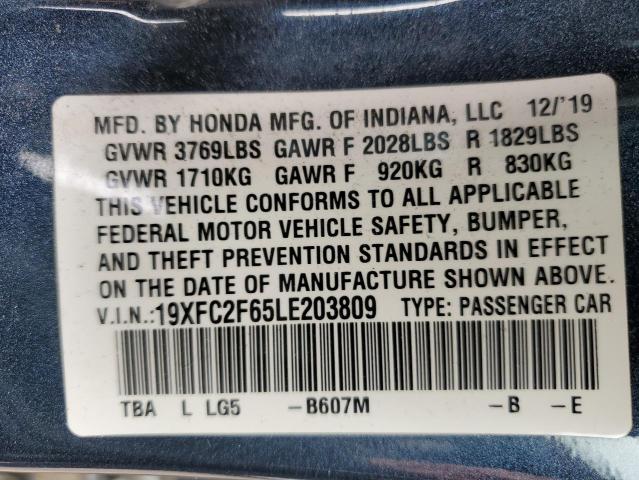 MFD. BY HONDA MFG. OF INDIANA, LLC 12/'19
GVWR 3769LBS GAWR F 2028LBS R 1829LBS
GVWR 1710KG GAWR F 920KG R 830KG
THIS VEHICLE CONFORMS TO ALL APPLICABLE
FEDERAL MOTOR VEHICLE SAFETY, BUMPER,
AND THEFT PREVENTION STANDARDS IN EFFECT
ON THE DATE OF MANUFACTURE SHOWN ABOVE.
V.I.N.:19XFC2F65LE203809 TYPE: PASSENGER CAR
TBA L LG5 -B607M -B -E